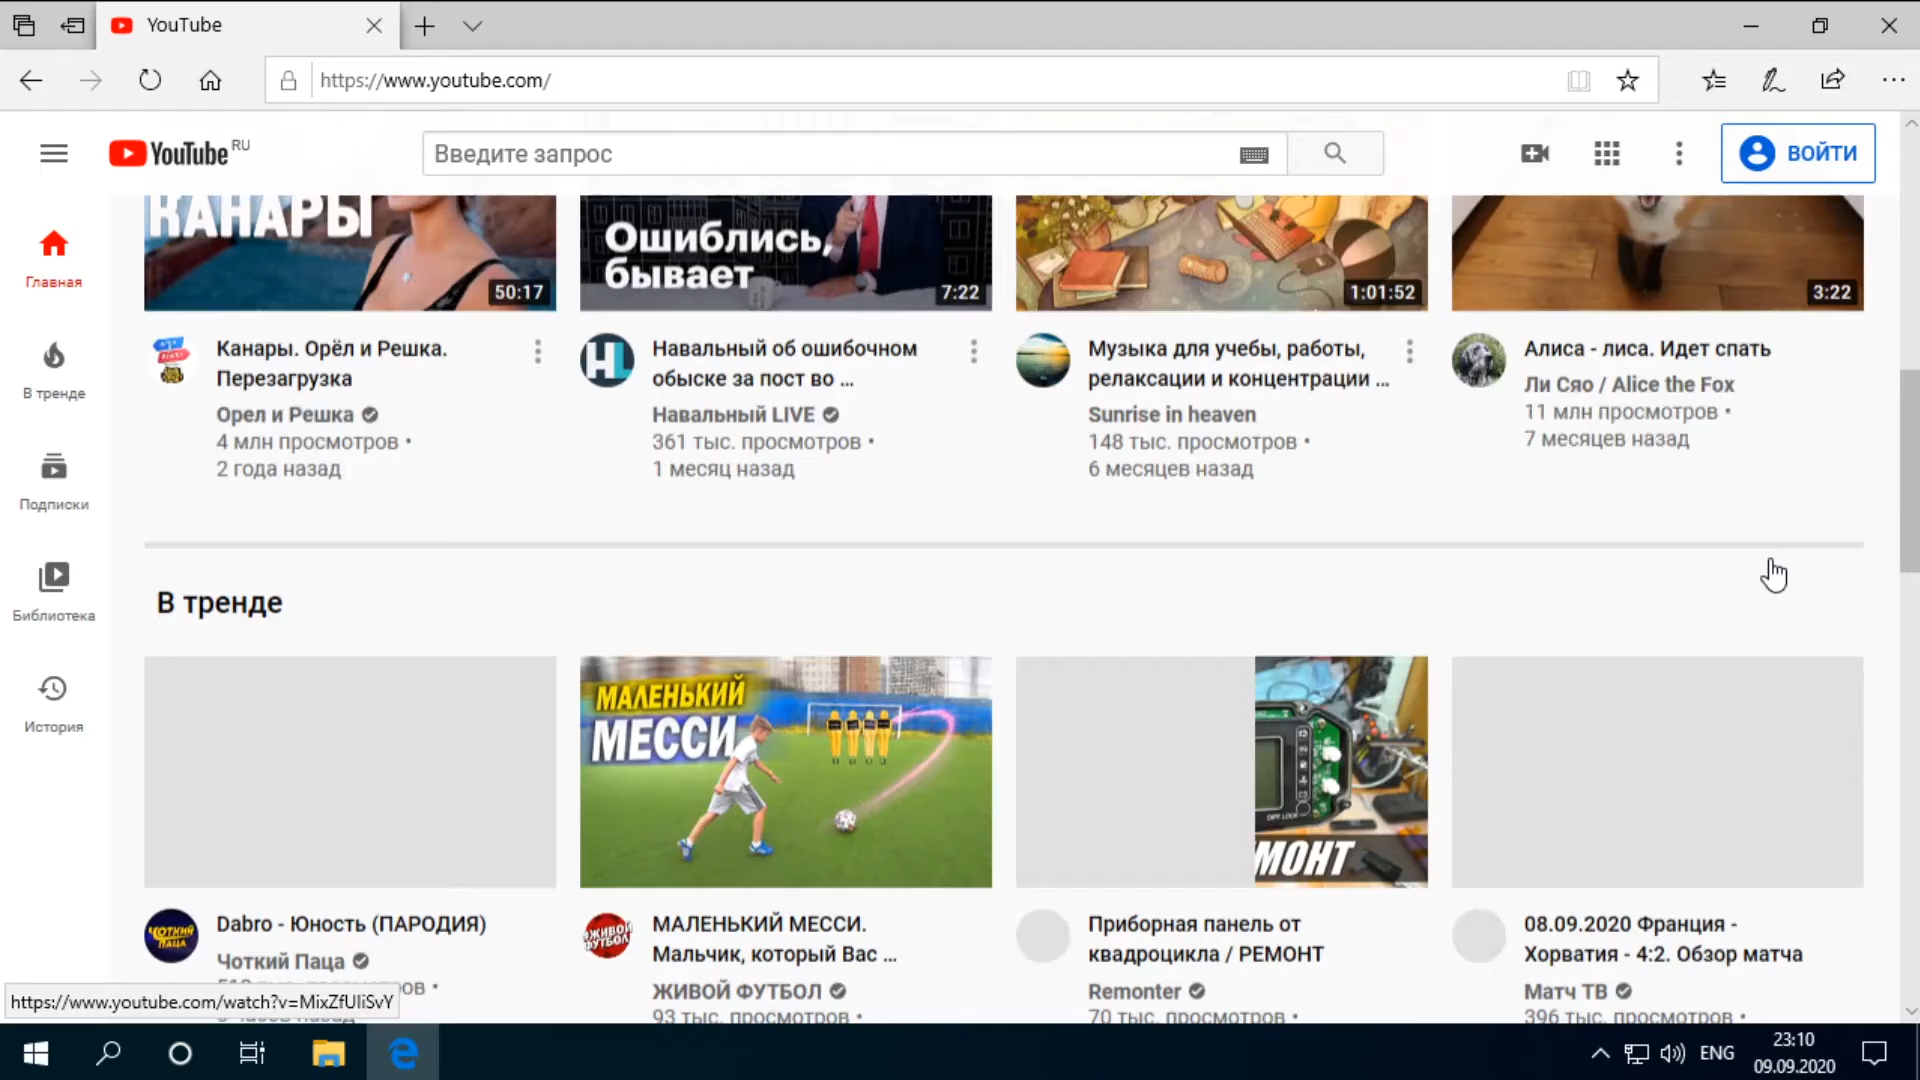 YouTube
https://www.youtube.com/
YouTube RU
Введите запрос
ВОЙТИ
Главная
В тренде
Подписки
Библиотека
История
КАНАРЫ
50:17
Ошиблись,
бывает
7:22
1:01:52
3:22
Канары. Орёл и Решка.
Перезагрузка
Орел и Решка
4 млн просмотров •
2 года назад
Навальный об ошибочном
обыске за пост во ...
Навальный LIVE
361 тыс. просмотров •
1 месяц назад
Музыка для учебы, работы,
релаксации и концентрации ...
Sunrise in heaven
148 тыс. просмотров •
6 месяцев назад
Алиса - лиса. Идет спать
Ли Сяо / Alice the Fox
11 млн просмотров •
7 месяцев назад
В тренде
МАЛЕНЬКИЙ
МЕССИ
МОНТ
ЧОТКИЙ
ПАЦА
Dabro - Юность (ПАРОДИЯ)
Чоткий Паца
ЖИВОЙ
ФУТБОЛ
МАЛЕНЬКИЙ МЕССИ.
Мальчик, который Вас ...
ЖИВОЙ ФУТБОЛ
93 тыс. просмотров •
Приборная панель от
квадроцикла / РЕМОНТ
Remonter
70 тыс. просмотров •
08.09.2020 Франция -
Хорватия - 4:2. Обзор матча
Матч ТВ
396 тыс. просмотров •
https://www.youtube.com/watch?v=MixZfUIiSvY
ENG
23:10
09.09.2020